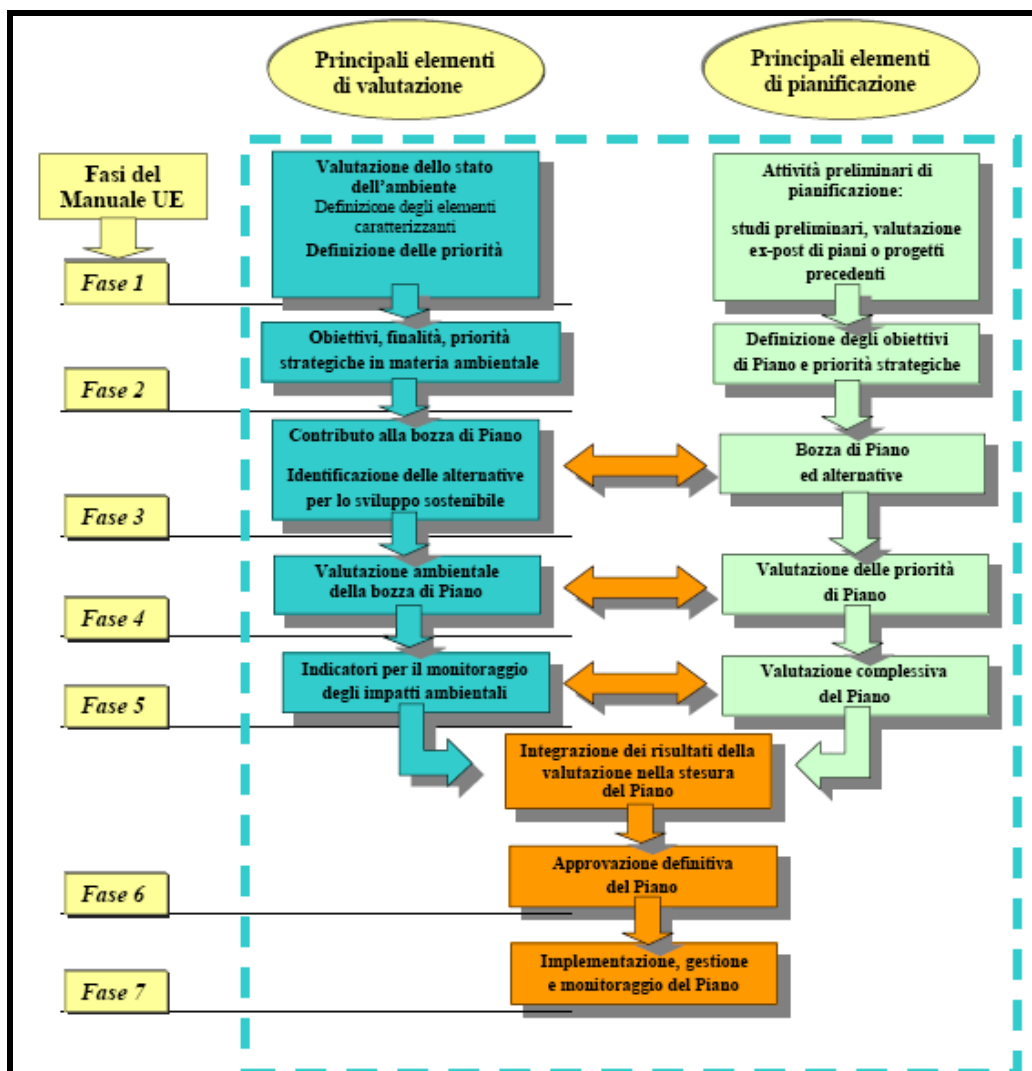 Principali elementi
di valutazione
Principali elementi
di pianificazione
Fasi del
Manuale UE
Valutazione dello stato
dell'ambiente
Definizione degli elementi
caratterizzanti
Definizione delle priorità
Attività preliminari di
pianificazione:
studi preliminari, valutazione
ex-post di piani o progetti
precedenti
Fase 1
Obiettivi, finalità, priorità
strategiche in materia ambientale
Definizione degli obiettivi
di Piano e priorità strategiche
Fase 2
Contributo alla bozza di Piano
Identificazione delle alternative
per lo sviluppo sostenibile
Bozza di Piano
ed alternative
Fase 3
Valutazione ambientale
della bozza di Piano
Valutazione delle priorità
di Piano
Fase 4
Indicatori per il monitoraggio
degli impatti ambientali
Valutazione complessiva
del Piano
Fase 5
Integrazione dei risultati della
valutazione nella stesura
del Piano
Approvazione definitiva
del Piano
Fase 6
Implementazione, gestione
e monitoraggio del Piano
Fase 7